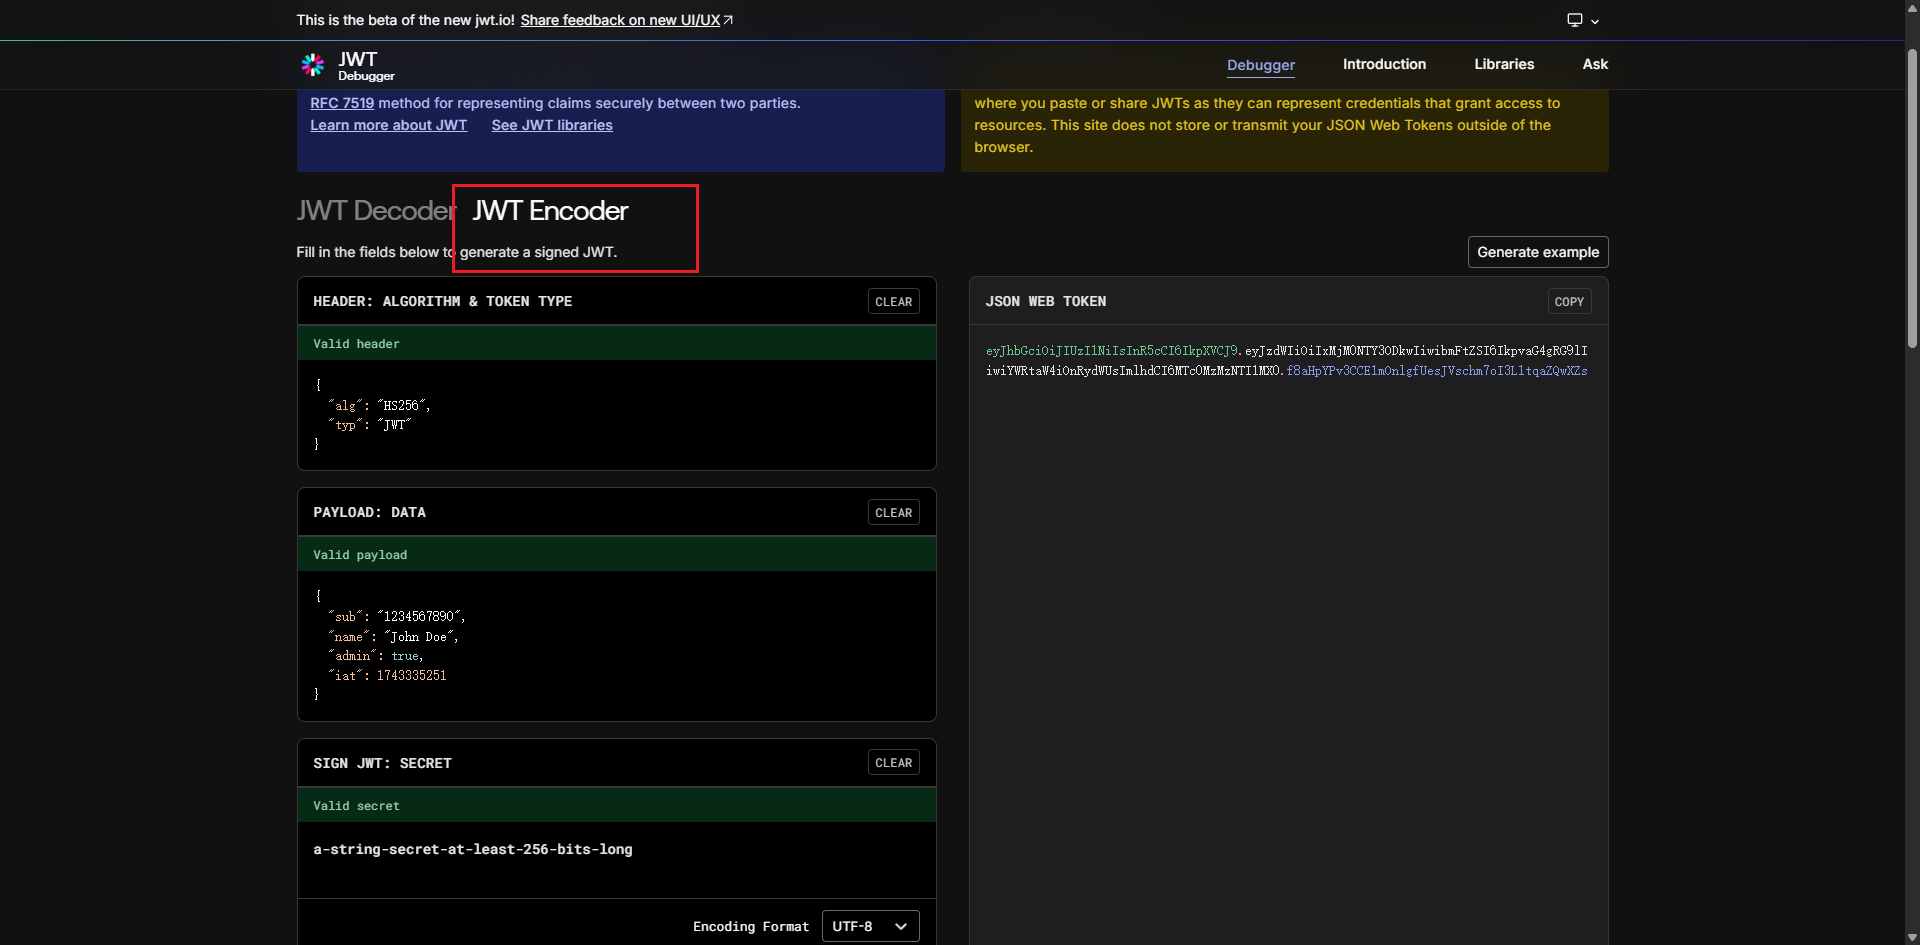 This is the beta of the new jwt.io! Share feedback on new UI/UX
JWT
Debugger
Debugger Introduction Libraries Ask
RFC 7519 method for representing claims securely between two parties.
Learn more about JWT See JWT libraries
where you paste or share JWTs as they can represent credentials that grant access to
resources. This site does not store or transmit your JSON Web Tokens outside of the
browser.
JWT Decoder JWT Encoder
Fill in the fields below to generate a signed JWT.
Generate example
HEADER: ALGORITHM & TOKEN TYPE CLEAR
Valid header
{
"alg": "HS256",
"typ": "JWT"
}
PAYLOAD: DATA CLEAR
Valid payload
{
"sub": "1234567890",
"name": "John Doe",
"admin": true,
"iat": 1743335251
}
SIGN JWT: SECRET CLEAR
Valid secret
a-string-secret-at-least-256-bits-long
Encoding Format UTF-8
JSON WEB TOKEN COPY
eyJhbGciOiJIUzI1NiIsInR5cCI6IkpXVCJ9.eyJzdWIiOiIxMjM0NTY3ODkwIiwibmFtZSI6IkpvaG4gRG9lI
iwiYWRtaW4iOnRydWUsImlhdCI6MTc0MzMzNTI1MX0.f8aHpYPv3CCE1mOnlgfUesJVschm7oI3L1tqaZQwXZs